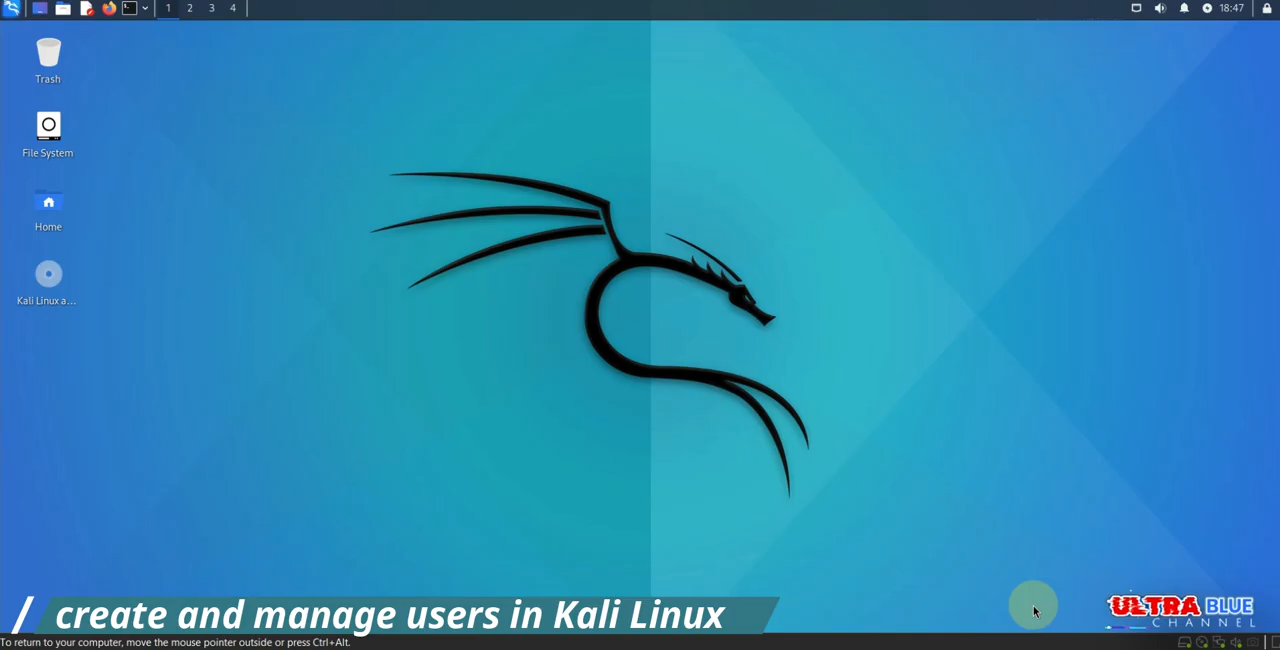 1 2 3 4
18:47
Trash
File System
Home
Kali Linux a...
/ create and manage users in Kali Linux
ULTRA BLUE
CHANNEL
To return to your computer, move the mouse pointer outside or press Ctrl+Alt.